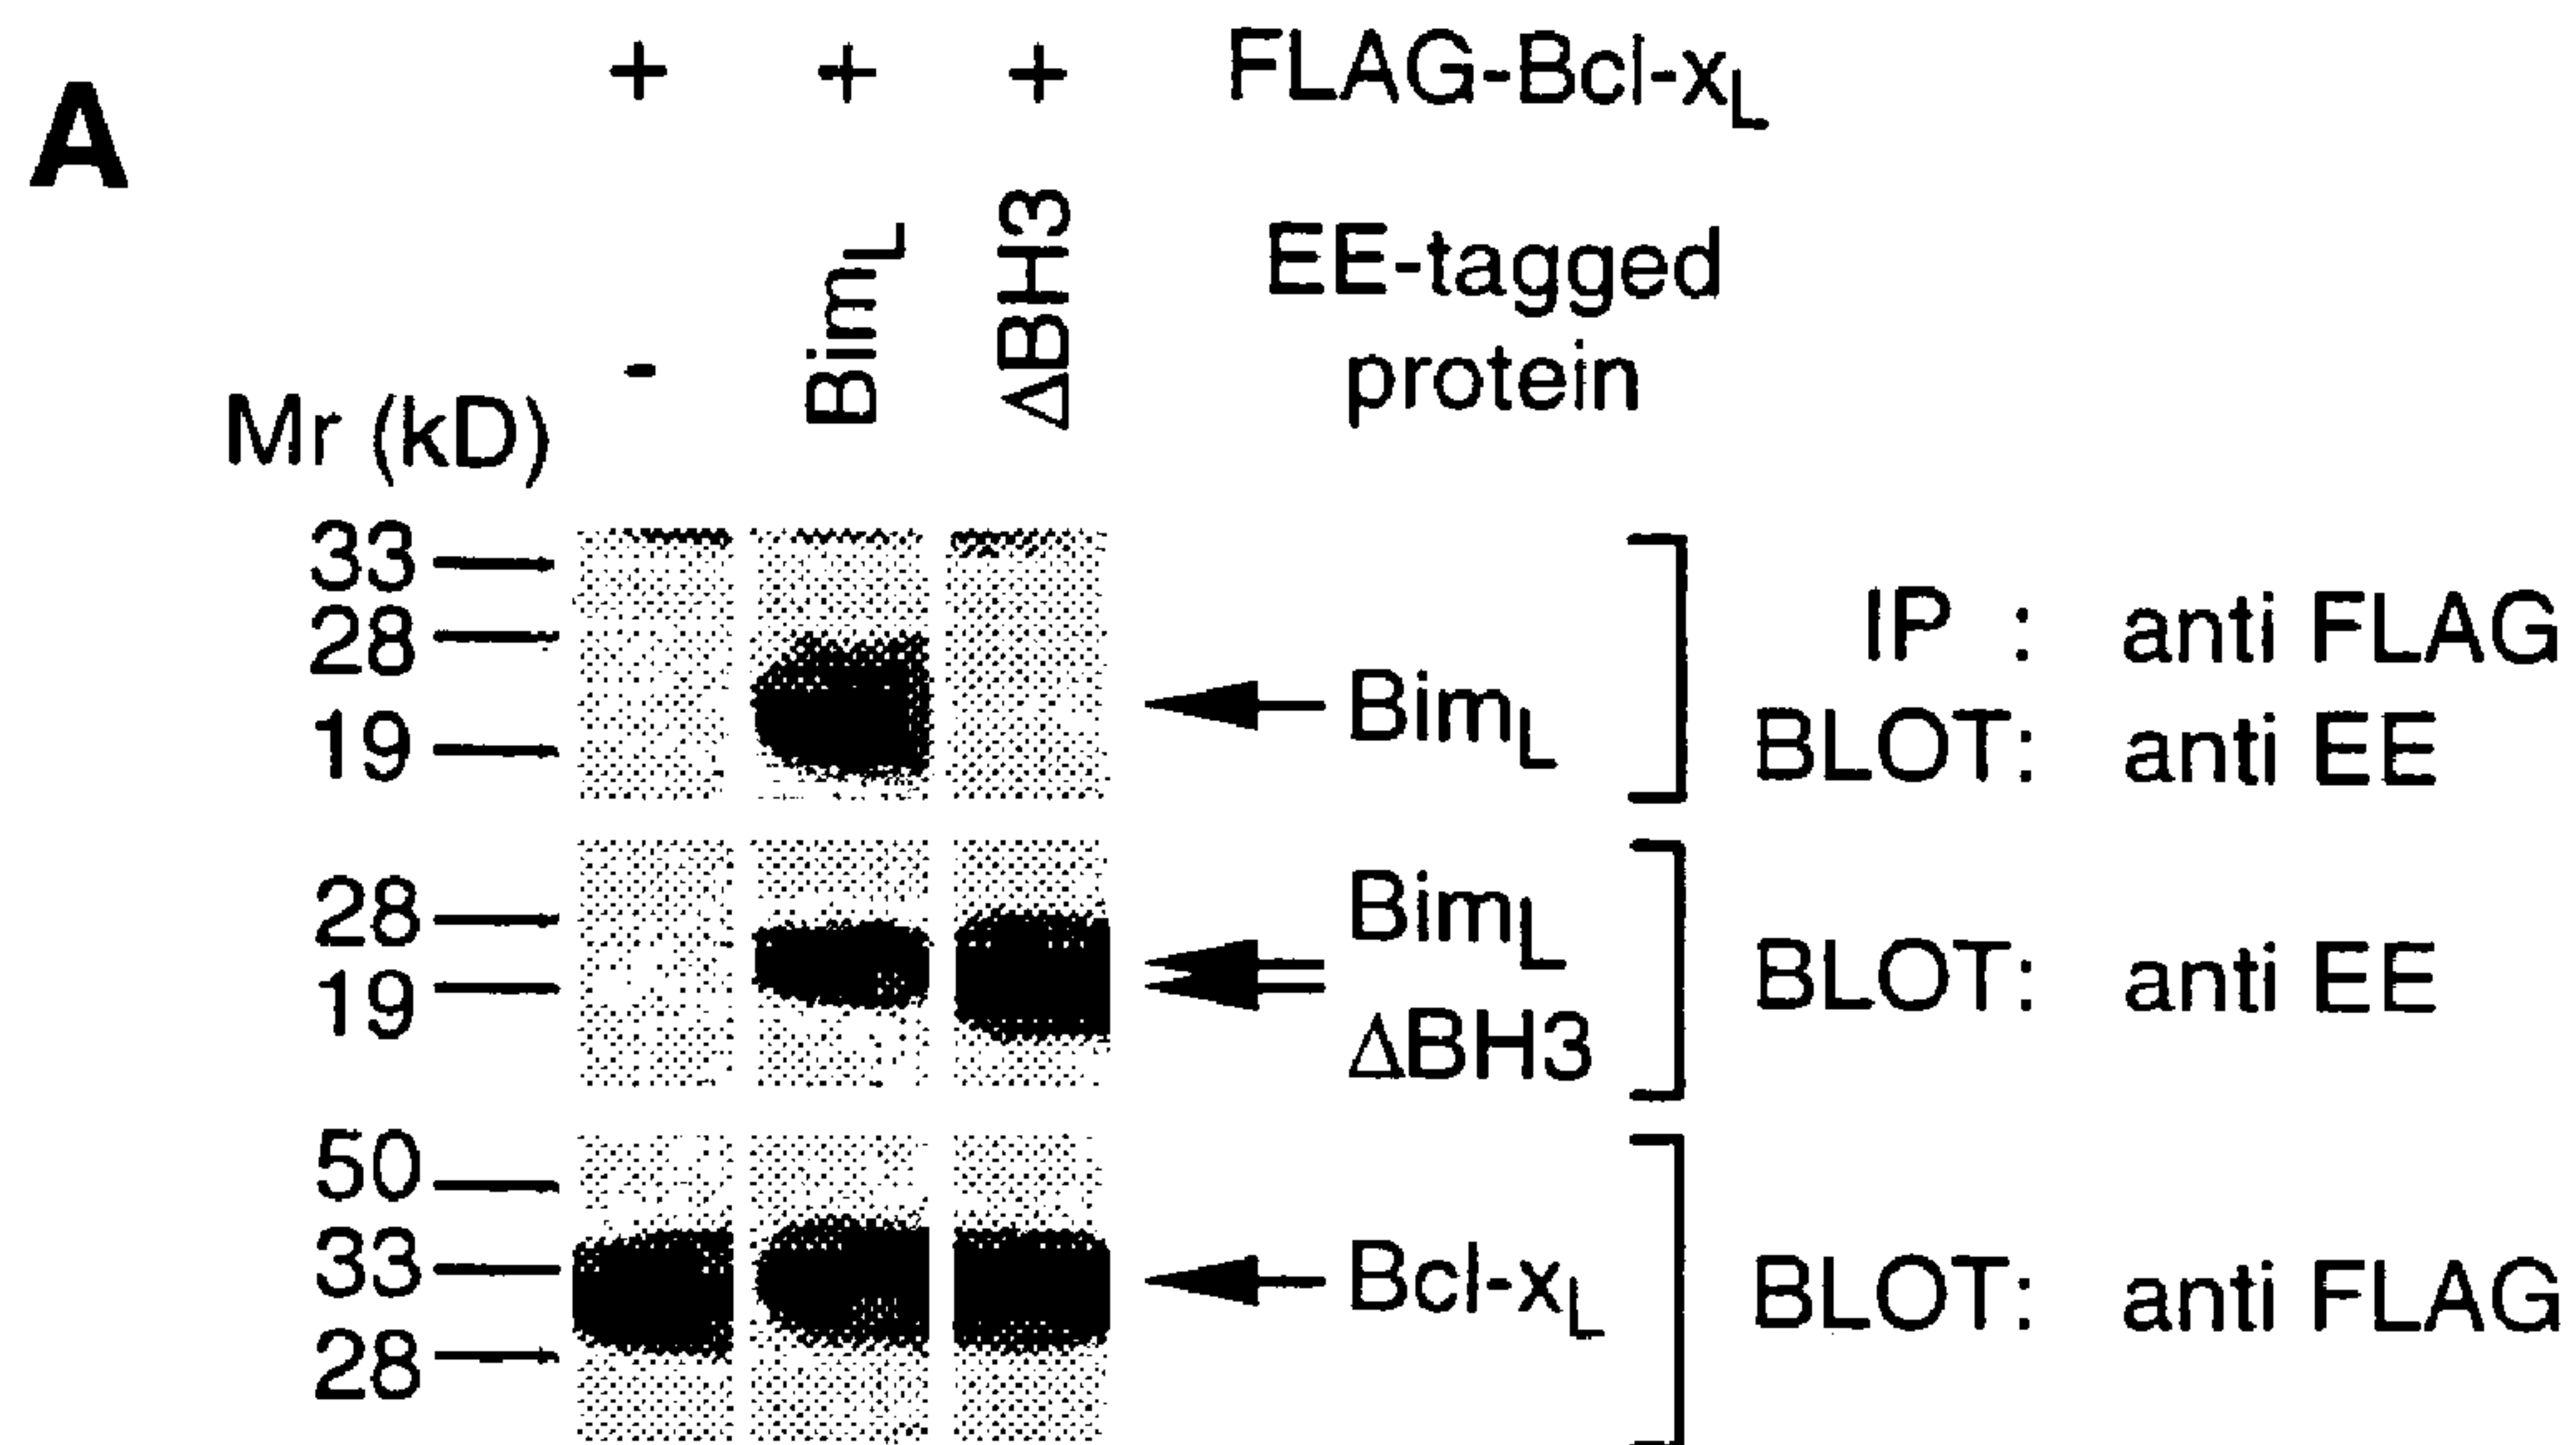 A
+ + + FLAG-Bcl-xL
- BimL ΔBH3 EE-tagged
protein
Mr (kD)
33
28
19
BimL
IP : anti FLAG
BLOT: anti EE
28
19
BimL
ΔBH3
BLOT: anti EE
50
33
28
Bcl-xL
BLOT: anti FLAG